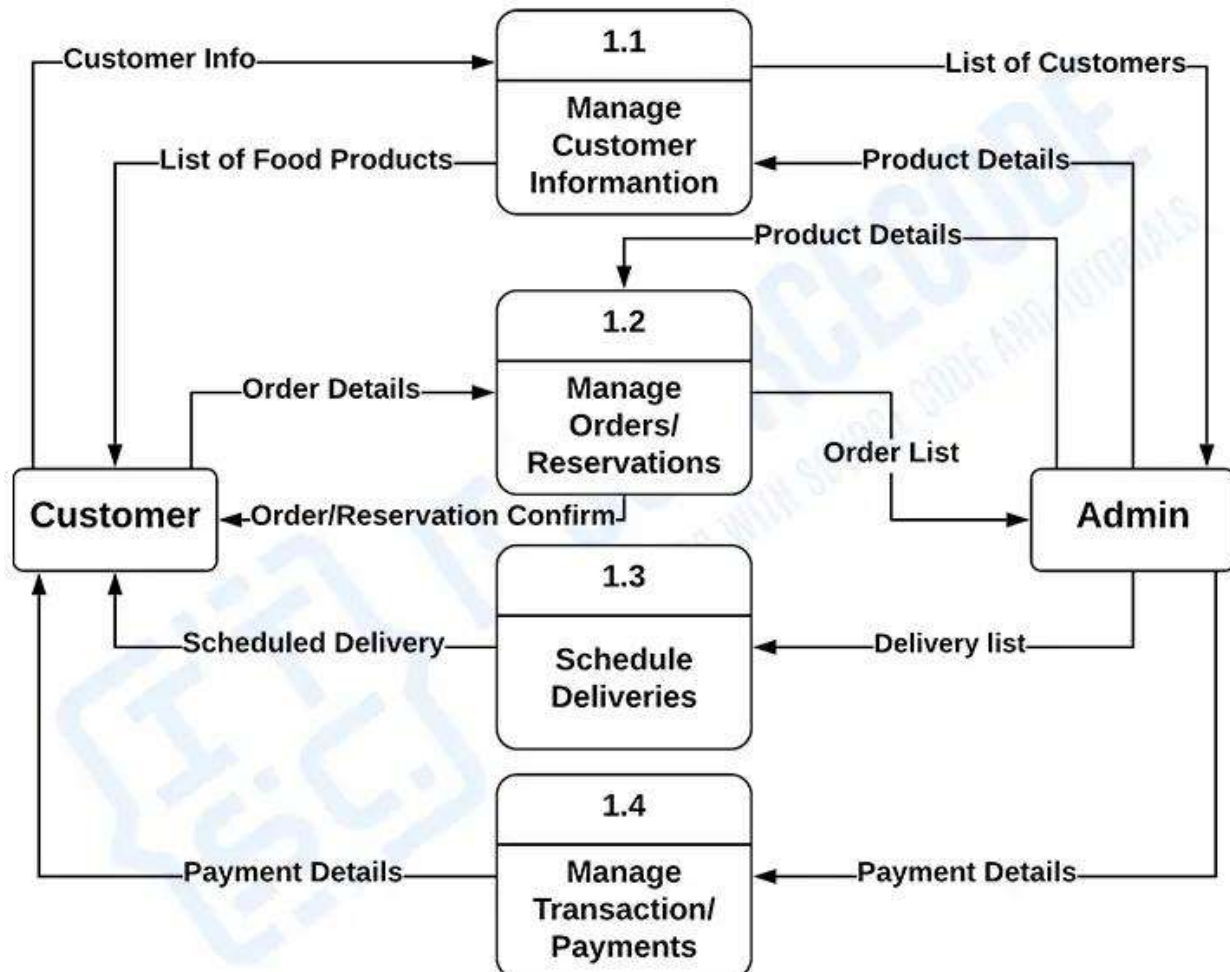 1.1
Customer Info
List of Customers
Manage
Customer
Informantion
List of Food Products
Product Details
Product Details
1.2
Order Details
Manage
Orders/
Reservations
Order List
Customer
Order/Reservation Confirm
Admin
1.3
Scheduled Delivery
Delivery list
Schedule
Deliveries
1.4
Payment Details
Payment Details
Manage
Transaction/
Payments